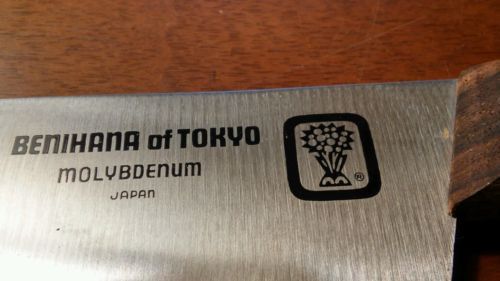 BENIHANA of TOKYO
MOLYBDENUM
JAPAN
®